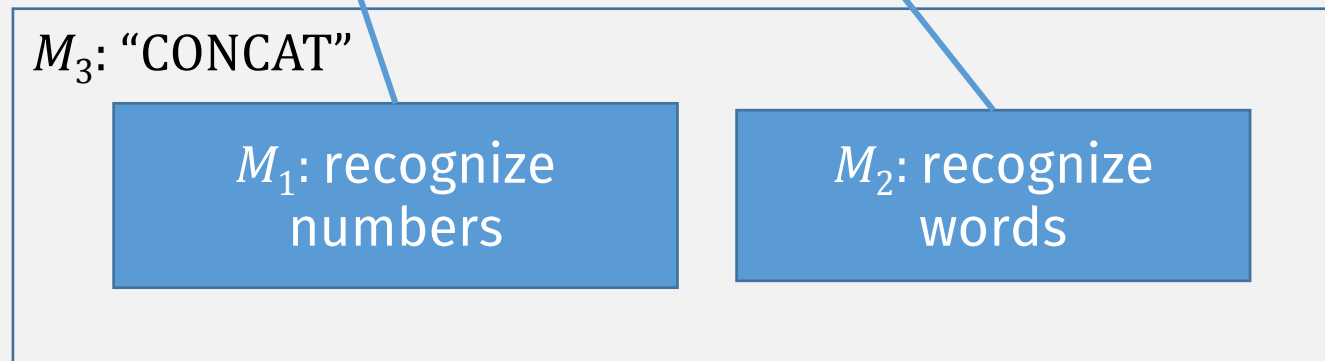 M₃: “CONCAT”
M₁: recognize
numbers
M₂: recognize
words